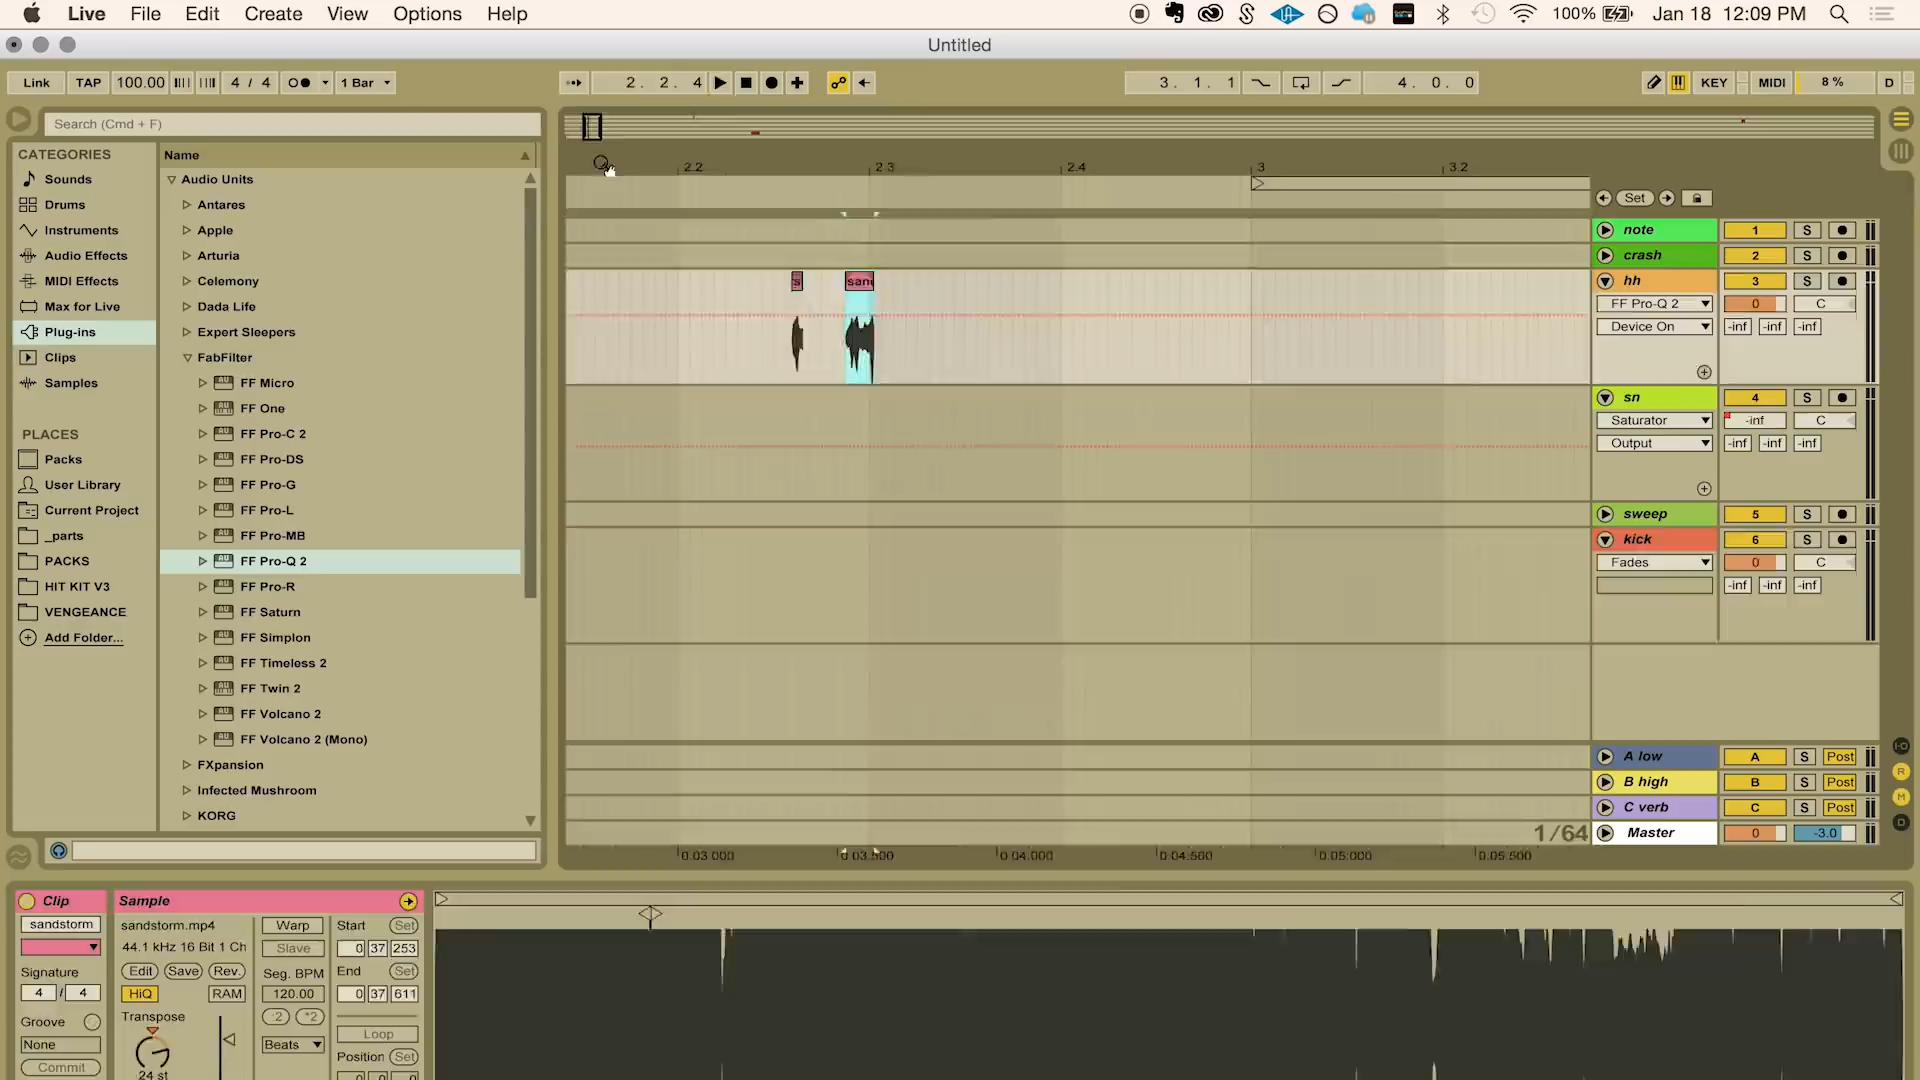 Live File Edit Create View Options Help 100% Jan 18 12:09 PM
Untitled
Link TAP 100.00 4 / 4 1 Bar 2. 2. 4 3. 1. 1 4. 0. 0 KEY MIDI 8 % D
Search (Cmd + F)
CATEGORIES
Sounds
Drums
Instruments
Audio Effects
MIDI Effects
Max for Live
Plug-ins
Clips
Samples
PLACES
Packs
User Library
Current Project
_parts
PACKS
HIT KIT V3
VENGEANCE
Add Folder...
Name
Audio Units
Antares
Apple
Arturia
Celemony
Dada Life
Expert Sleepers
FabFilter
FF Micro
FF One
FF Pro-C 2
FF Pro-DS
FF Pro-G
FF Pro-L
FF Pro-MB
FF Pro-Q 2
FF Pro-R
FF Saturn
FF Simplon
FF Timeless 2
FF Twin 2
FF Volcano 2
FF Volcano 2 (Mono)
FXpansion
Infected Mushroom
KORG
2.2 2.3 2.4 3 3.2
Set
s sand
note 1 S
crash 2 S
hh 3 S
FF Pro-Q 2 0 C
Device On -inf -inf -inf
sn 4 S
Saturator -inf C
Output -inf -inf -inf
sweep 5 S
kick 6 S
Fades 0 C
-inf -inf -inf
A low A S Post
B high B S Post
C verb C S Post
1/64 Master 0 -3.0
0:03:000 0:03:500 0:04:000 0:04:500 0:05:000 0:05:500
I-O
R
M
D
Clip
sandstorm
Signature
4 / 4
Groove
None
Commit
Sample
sandstorm.mp4
44.1 kHz 16 Bit 1 Ch
Edit Save Rev.
HiQ RAM
Transpose
24 st
Warp
Slave
Seg. BPM
120.00
:2 *2
Beats
Start Set
0 37 253
End Set
0 37 611
Loop
Position Set